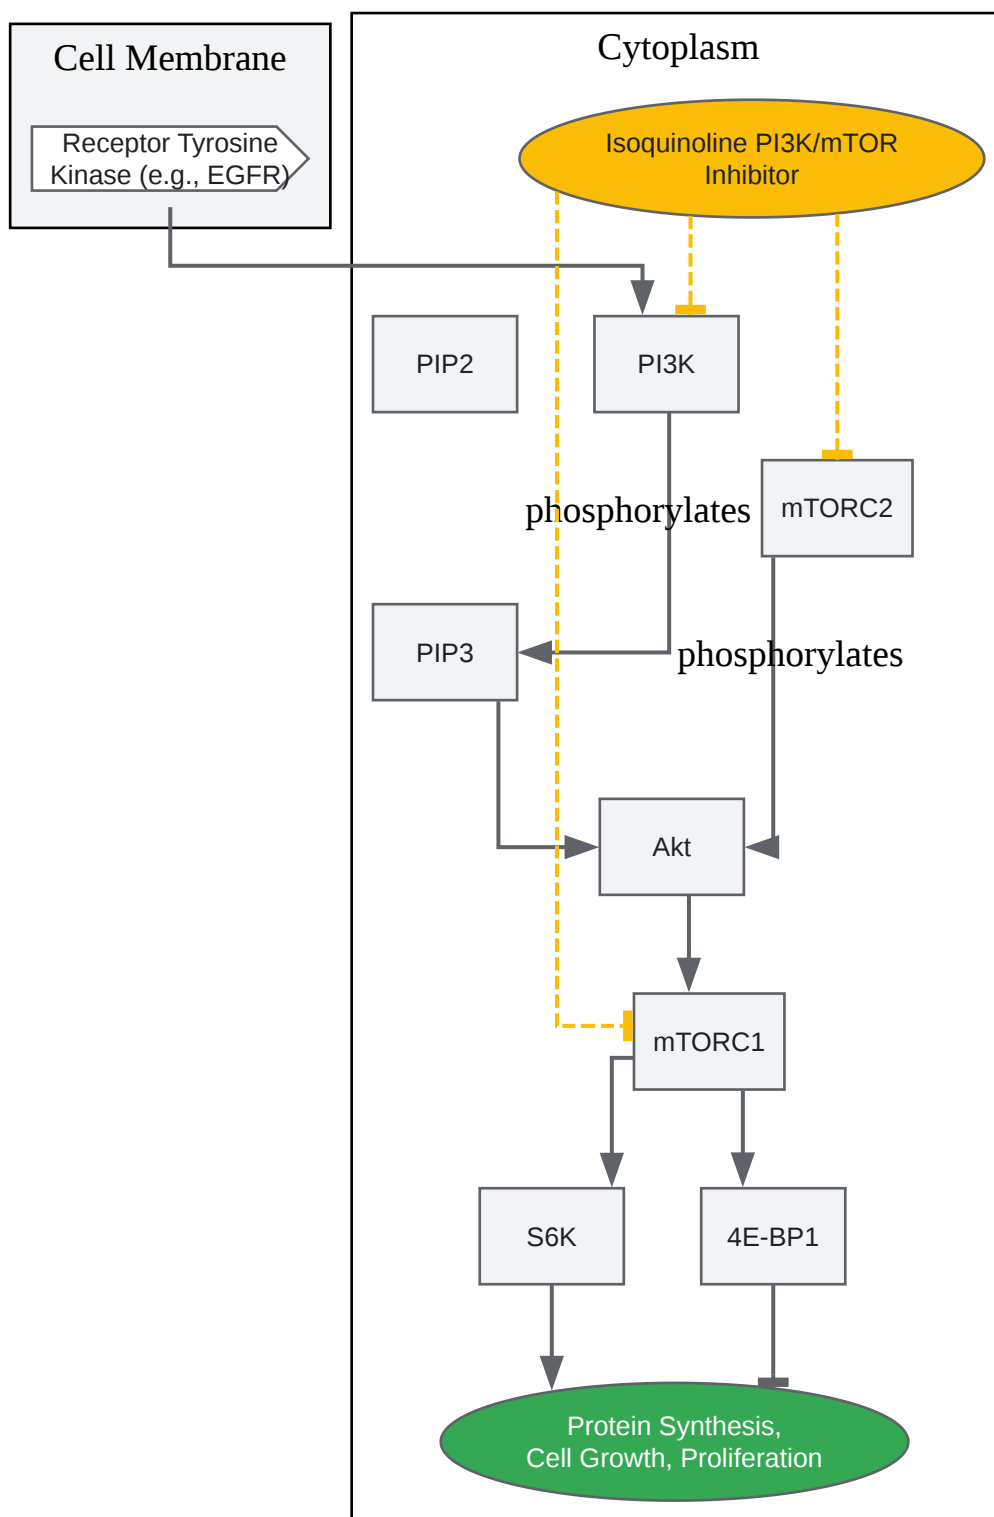 Cell Membrane
Receptor Tyrosine
Kinase (e.g., EGFR)
Cytoplasm
Isoquinoline PI3K/mTOR
Inhibitor
PIP2
PI3K
phosphorylates
mTORC2
PIP3
phosphorylates
Akt
mTORC1
S6K
4E-BP1
Protein Synthesis,
Cell Growth, Proliferation